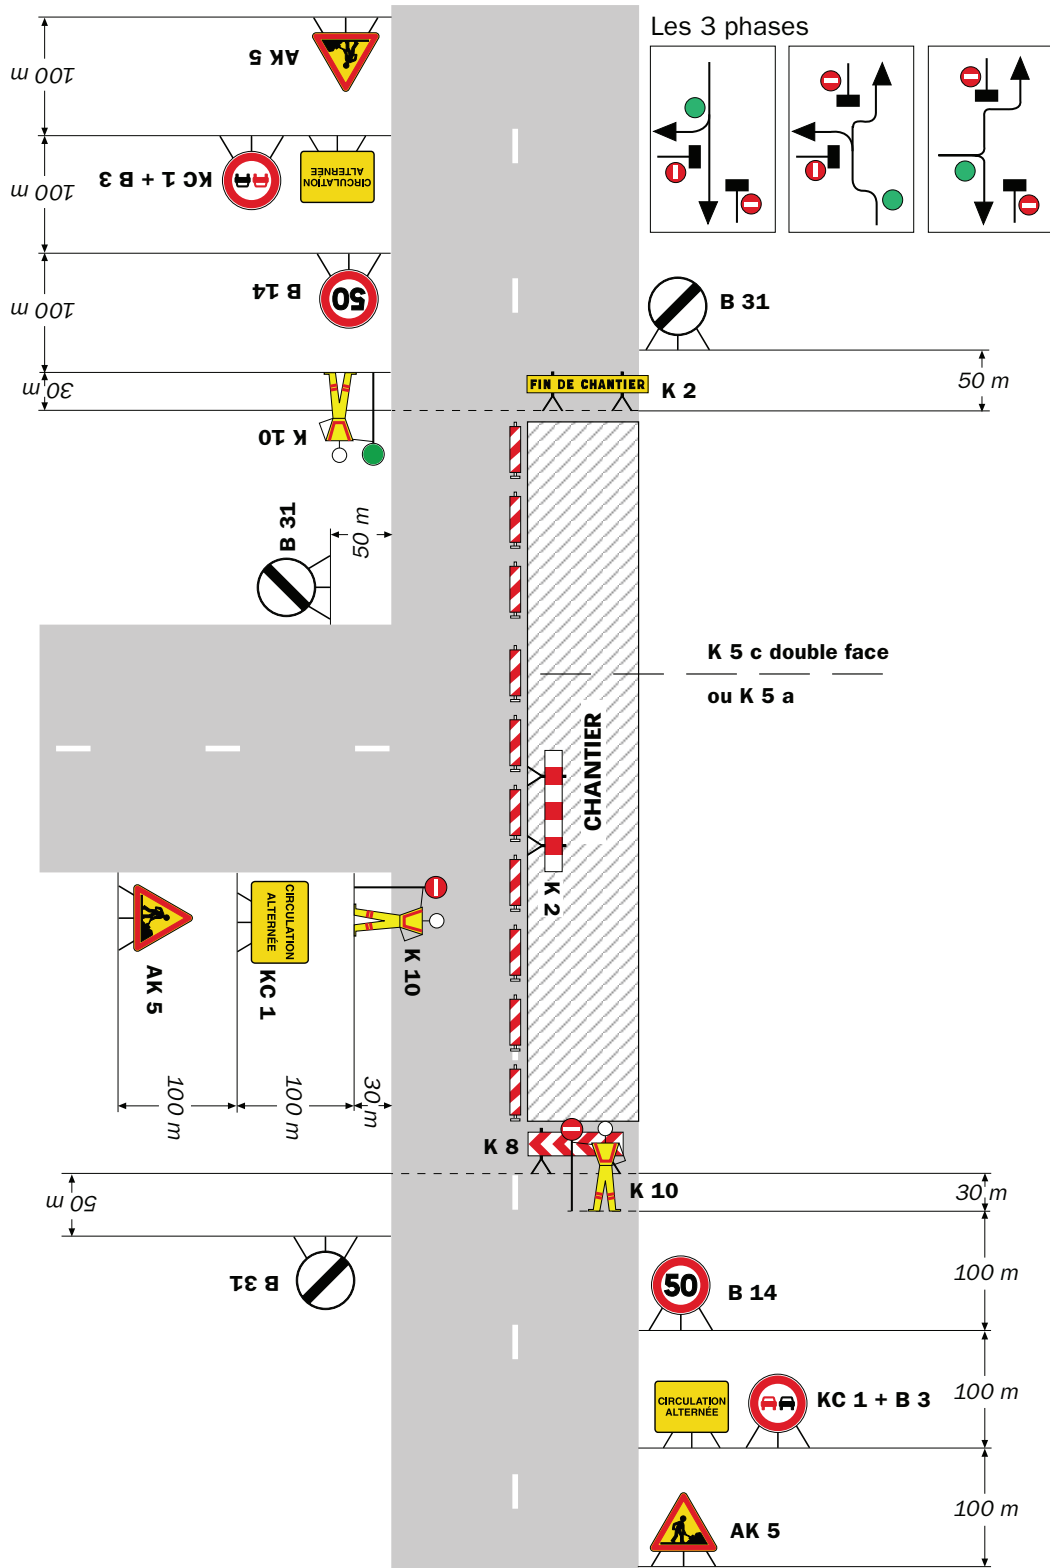 Les 3 phases
100 m
AK 5
100 m
KC 1 + B 3
CIRCULATION
ALTERNÉE
100 m
B 14
50
B 31
30 m
K 10
FIN DE CHANTIER
K 2
50 m
B 31
50 m
K 5 c double face
ou K 5 a
CHANTIER
K 2
AK 5
CIRCULATION
ALTERNÉE
KC 1
K 10
100 m
100 m
30 m
K 8
K 10
30 m
50 m
B 31
50
B 14
100 m
CIRCULATION
ALTERNÉE
KC 1 + B 3
100 m
AK 5
100 m